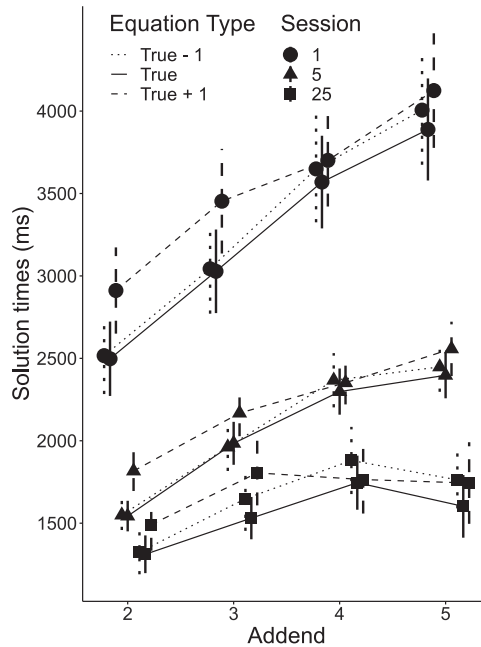 Equation Type
True - 1
True
True + 1
Session
1
5
25
Solution times (ms)
4000
3500
3000
2500
2000
1500
2 3 4 5
Addend